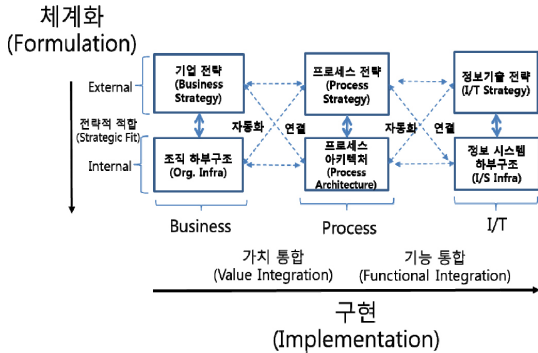 체계화
(Formulation)
External
기업 전략
(Business
Strategy)
프로세스 전략
(Process
Strategy)
정보기술 전략
(I/T Strategy)
전략적 적합
(Strategic Fit)
자동화
연결
자동화
연결
Internal
조직 하부구조
(Org. Infra)
프로세스
아키텍처
(Process
Architecture)
정보 시스템
하부구조
(I/S Infra)
Business
Process
I/T
가치 통합
(Value Integration)
기능 통합
(Functional Integration)
구현
(Implementation)